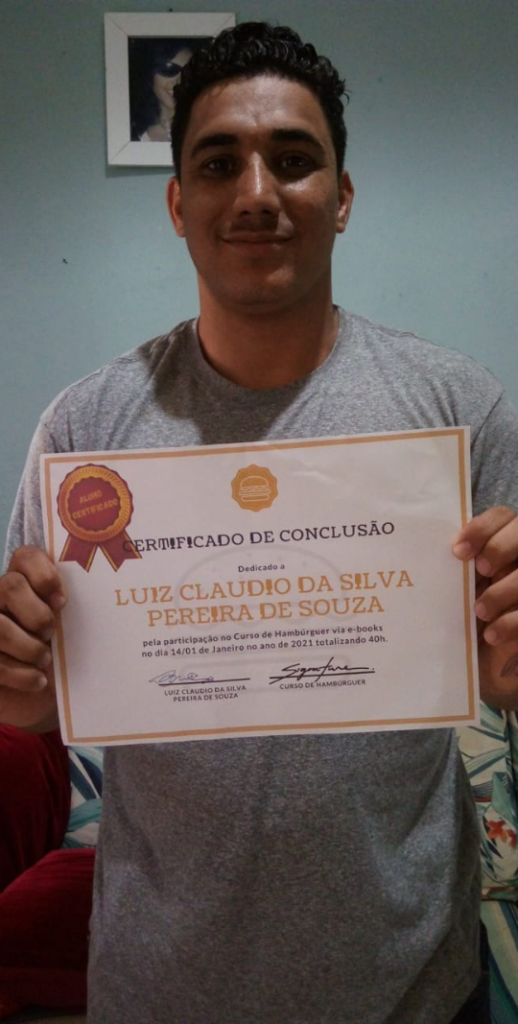 ALUNO
CERTIFICADO
CERTIFICADO DE CONCLUSÃO
Dedicado a
LUIZ CLAUDIO DA SILVA
PEREIRA DE SOUZA
pela participação no Curso de Hambúrguer via e-books
no dia 14/01 de Janeiro no ano de 2021 totalizando 40h.
Signature
LUIZ CLAUDIO DA SILVA
PEREIRA DE SOUZA
CURSO DE HAMBÚRGUER